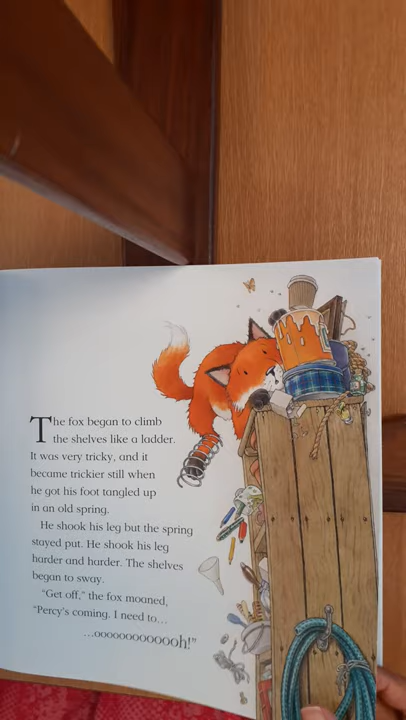 The fox began to climb
the shelves like a ladder.
It was very tricky, and it
became trickier still when
he got his foot tangled up
in an old spring.
He shook his leg but the spring
stayed put. He shook his leg
harder and harder. The shelves
began to sway.
"Get off," the fox moaned,
"Percy's coming. I need to...
...oooooooooooooh!"